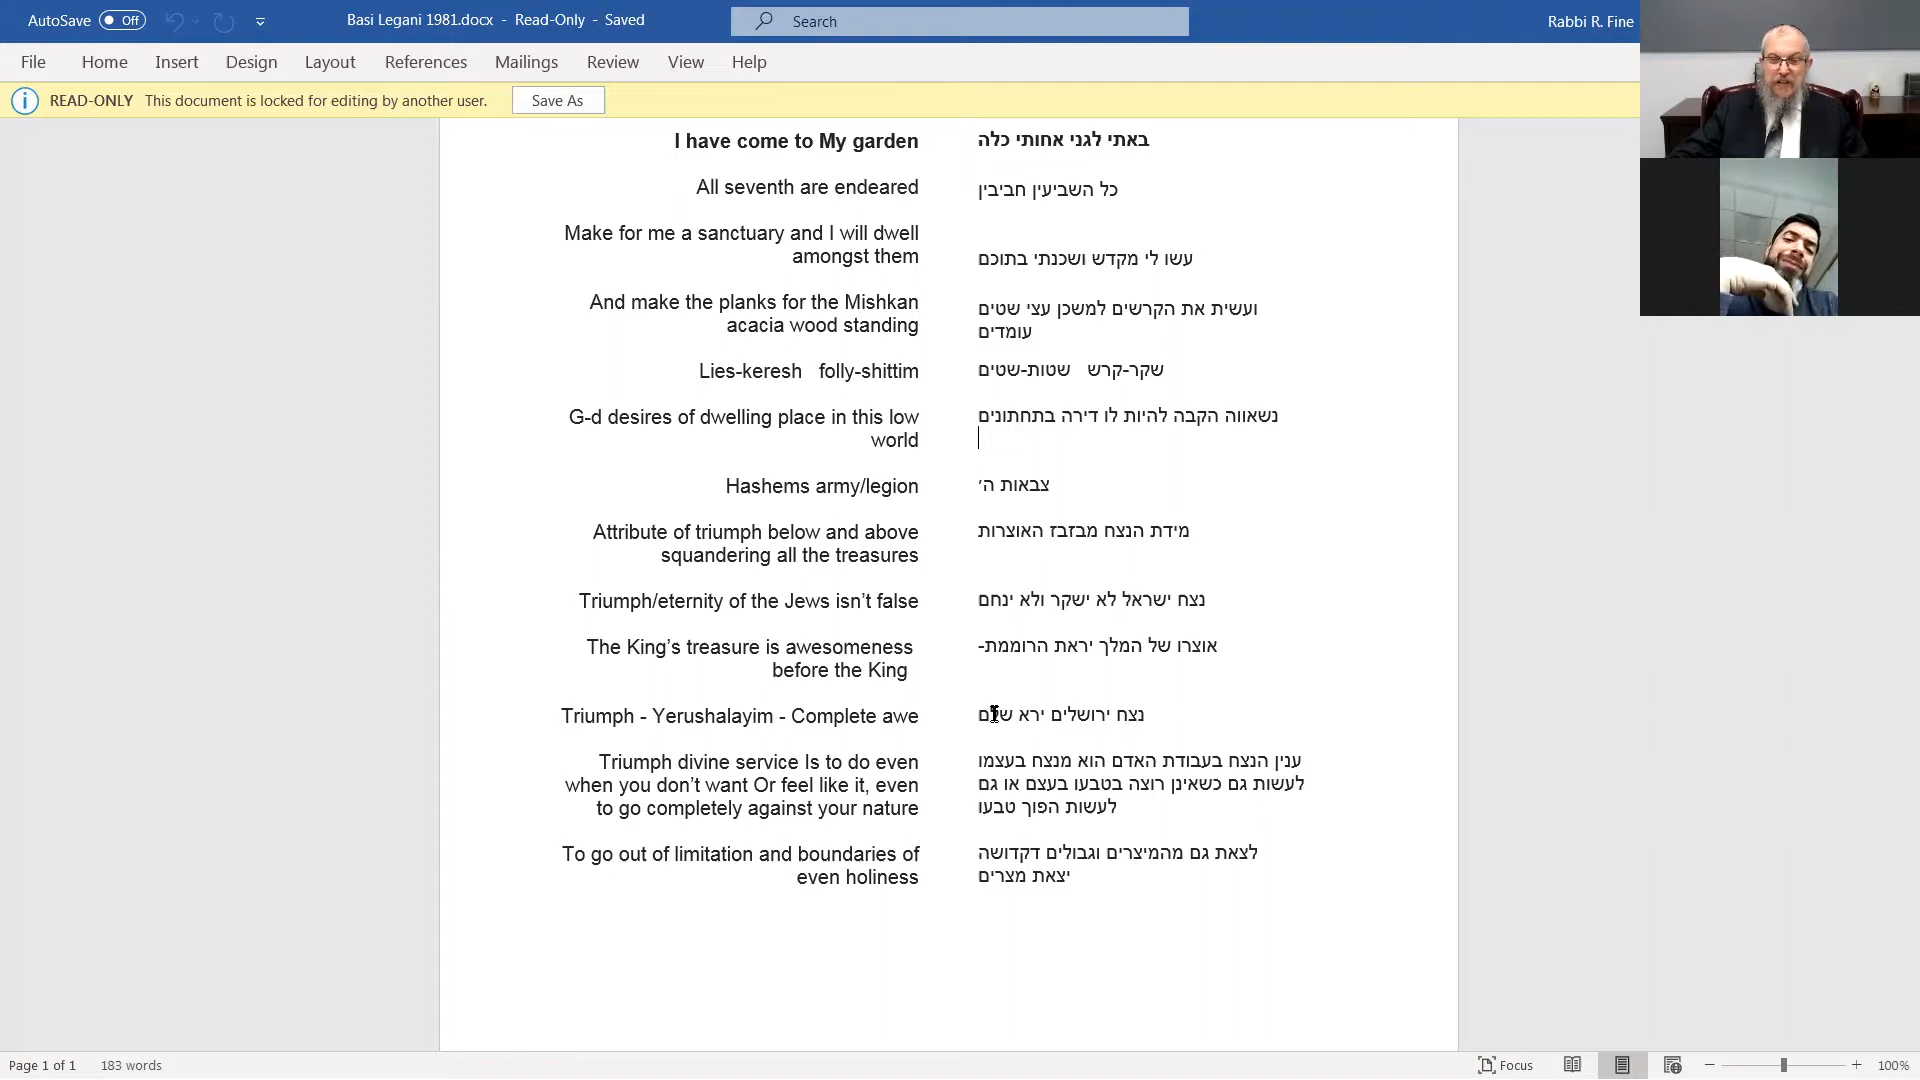 AutoSave Off Basi Legani 1981.docx - Read-Only - Saved Search Rabbi R. Fine
File Home Insert Design Layout References Mailings Review View Help
READ-ONLY This document is locked for editing by another user. Save As
I have come to My garden
באתי לגני אחותי כלה
All seventh are endeared
כל השביעין חביבין
Make for me a sanctuary and I will dwell
amongst them
עשו לי מקדש ושכנתי בתוכם
And make the planks for the Mishkan
acacia wood standing
ועשית את הקרשים למשכן עצי שטים
עומדים
Lies-keresh folly-shittim
שקר-קרש שטות-שטים
G-d desires of dwelling place in this low
world
נשאווה הקבה להיות לו דירה בתחתונים
Hashems army/legion
צבאות ה׳
Attribute of triumph below and above
squandering all the treasures
מידת הנצח מבזבז האוצרות
Triumph/eternity of the Jews isn’t false
נצח ישראל לא ישקר ולא ינחם
The King’s treasure is awesomeness
before the King
אוצרו של המלך יראת הרוממת-
Triumph - Yerushalayim - Complete awe
נצח ירושלים ירא שלם
Triumph divine service Is to do even
when you don’t want Or feel like it, even
to go completely against your nature
ענין הנצח בעבודת האדם הוא מנצח בעצמו
לעשות גם כשאינן רוצה בטבעו בעצם או גם
לעשות הפוך טבעו
To go out of limitation and boundaries of
even holiness
לצאת גם מהמיצרים וגבולים דקדושה
יצאת מצרים
Page 1 of 1 183 words Focus 100%